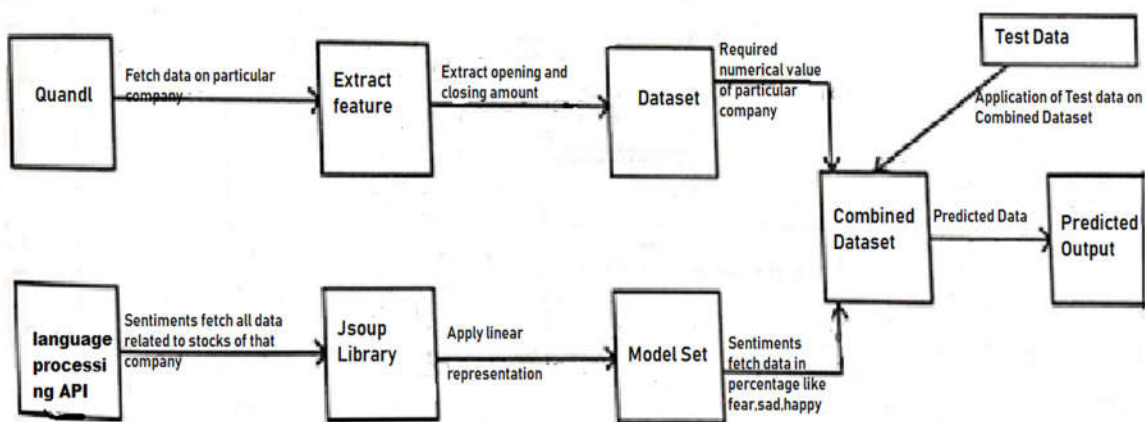 Quandl
Fetch data on particular
company
Extract
feature
Extract opening and
closing amount
Dataset
Required
numerical value
of particular
company
Test Data
Application of Test data on
Combined Dataset
Combined
Dataset
Predicted Data
Predicted
Output
language
processi
ng API
Sentiments fetch all data
related to stocks of that
company
Jsoup
Library
Apply linear
representation
Model Set
Sentiments
fetch data in
percentage like
fear,sad,happy